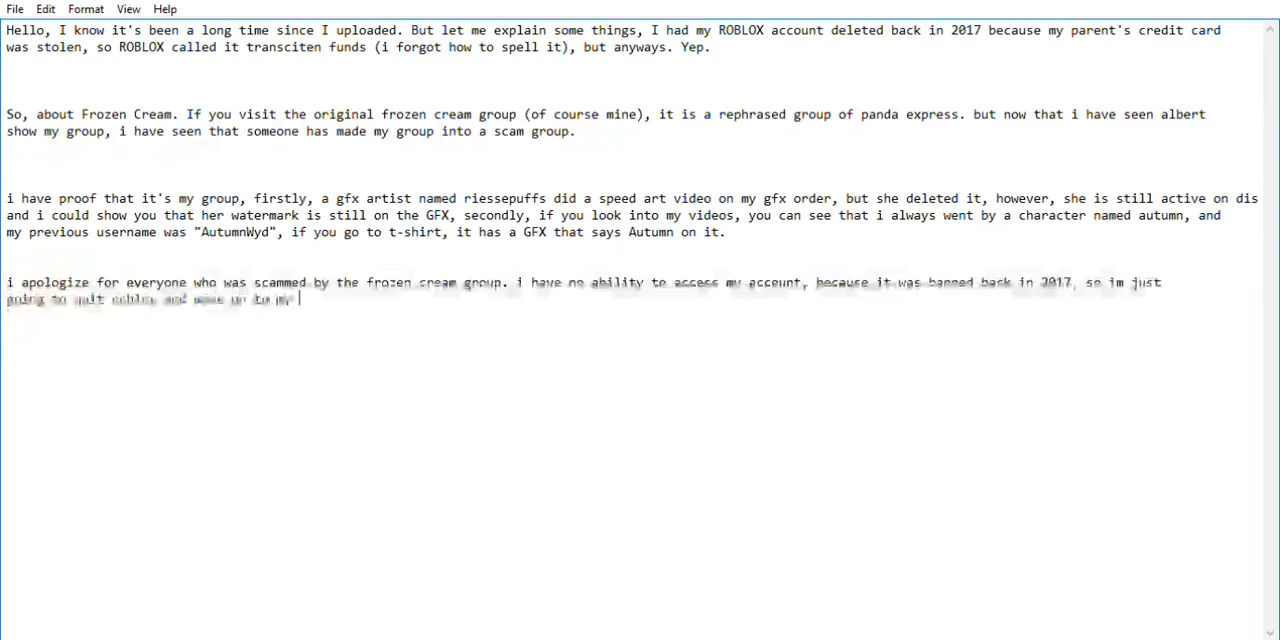 File Edit Format View Help
Hello, I know it's been a long time since I uploaded. But let me explain some things, I had my ROBLOX account deleted back in 2017 because my parent's credit card
was stolen, so ROBLOX called it transciten funds (i forgot how to spell it), but anyways. Yep.
So, about Frozen Cream. If you visit the original frozen cream group (of course mine), it is a rephrased group of panda express. but now that i have seen albert
show my group, i have seen that someone has made my group into a scam group.
i have proof that it's my group, firstly, a gfx artist named riessepuffs did a speed art video on my gfx order, but she deleted it, however, she is still active on dis
and i could show you that her watermark is still on the GFX, secondly, if you look into my videos, you can see that i always went by a character named autumn, and
my previous username was "AutumnWyd", if you go to t-shirt, it has a GFX that says Autumn on it.
i apologize for everyone who was scammed by the frozen cream group. i have no ability to access my account, because it was banned back in 2017, so im just
going to quit roblox and